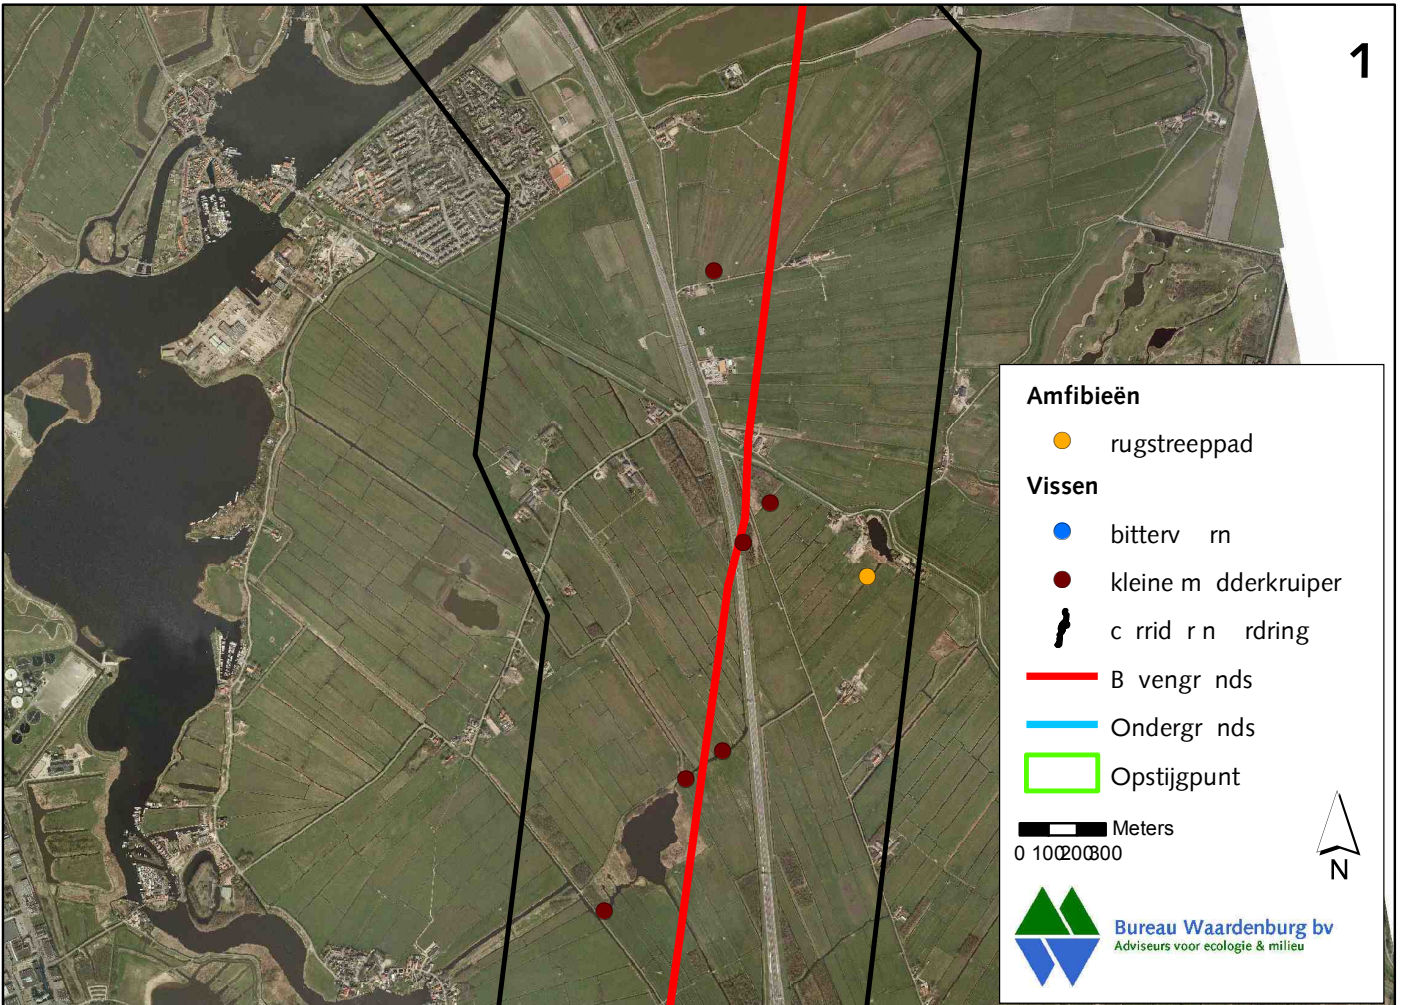 1
Amfibieën
rugstreeppad
Vissen
bitterv rn
kleine m dderkruiper
c rrid r n rdring
B vengr nds
Ondergr nds
Opstijgpunt
Meters
0 100200300
N
Bureau Waardenburg bv
Adviseurs voor ecologie & milieu